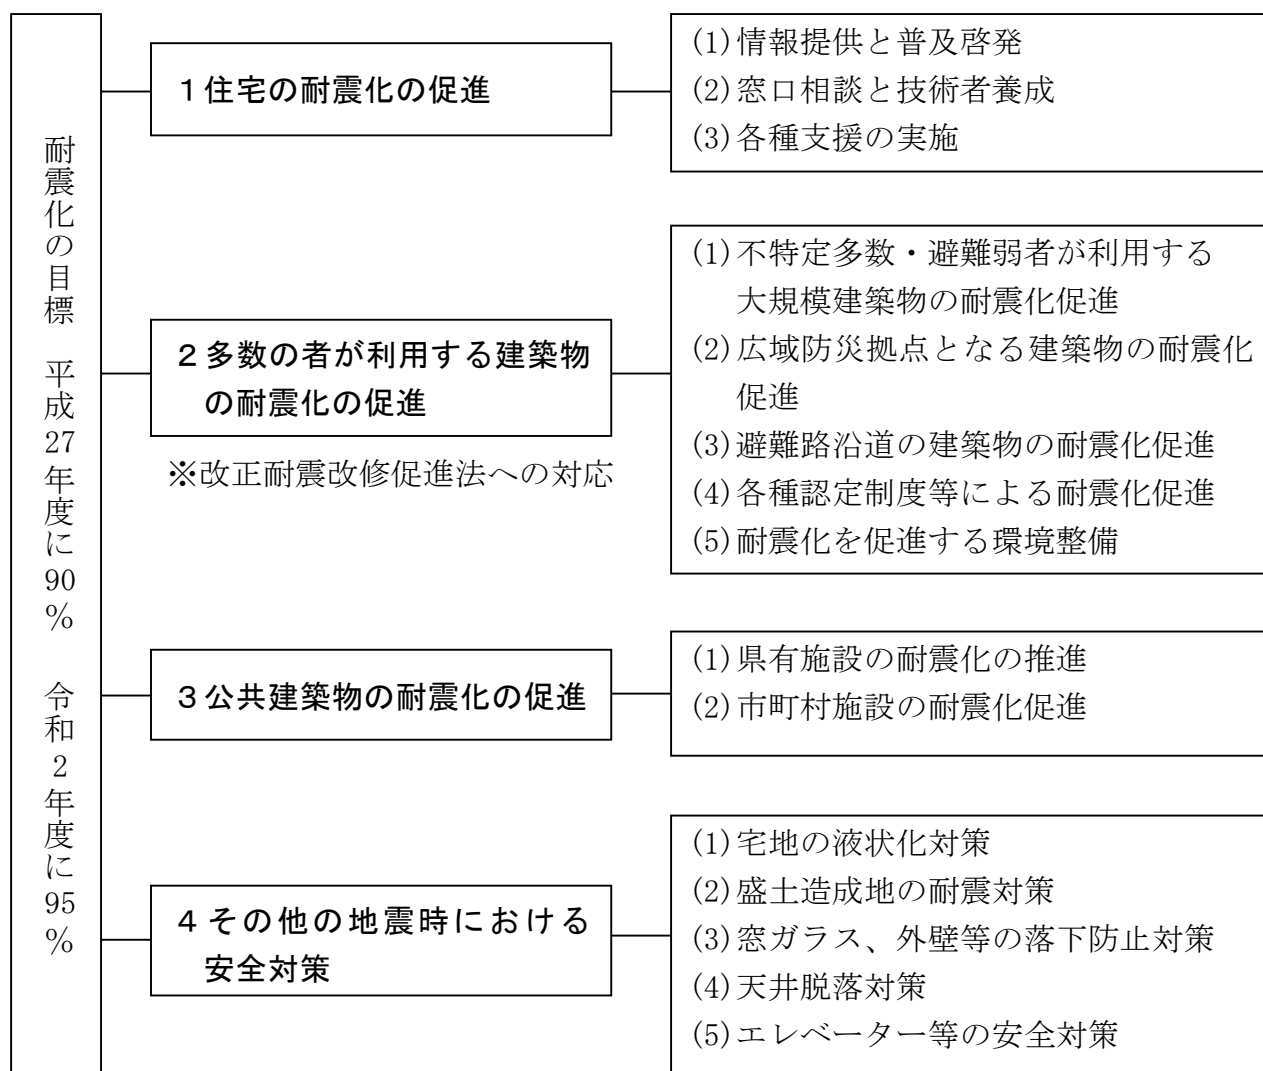 耐震化の目標 平成27年度に90% 令和2年度に95%
1住宅の耐震化の促進
(1)情報提供と普及啓発
(2)窓口相談と技術者養成
(3)各種支援の実施
2多数の者が利用する建築物
の耐震化の促進
※改正耐震改修促進法への対応
(1)不特定多数・避難弱者が利用する
大規模建築物の耐震化促進
(2)広域防災拠点となる建築物の耐震化
促進
(3)避難路沿道の建築物の耐震化促進
(4)各種認定制度等による耐震化促進
(5)耐震化を促進する環境整備
3公共建築物の耐震化の促進
(1)県有施設の耐震化の推進
(2)市町村施設の耐震化促進
4その他の地震時における
安全対策
(1)宅地の液状化対策
(2)盛土造成地の耐震対策
(3)窓ガラス、外壁等の落下防止対策
(4)天井脱落対策
(5)エレベーター等の安全対策